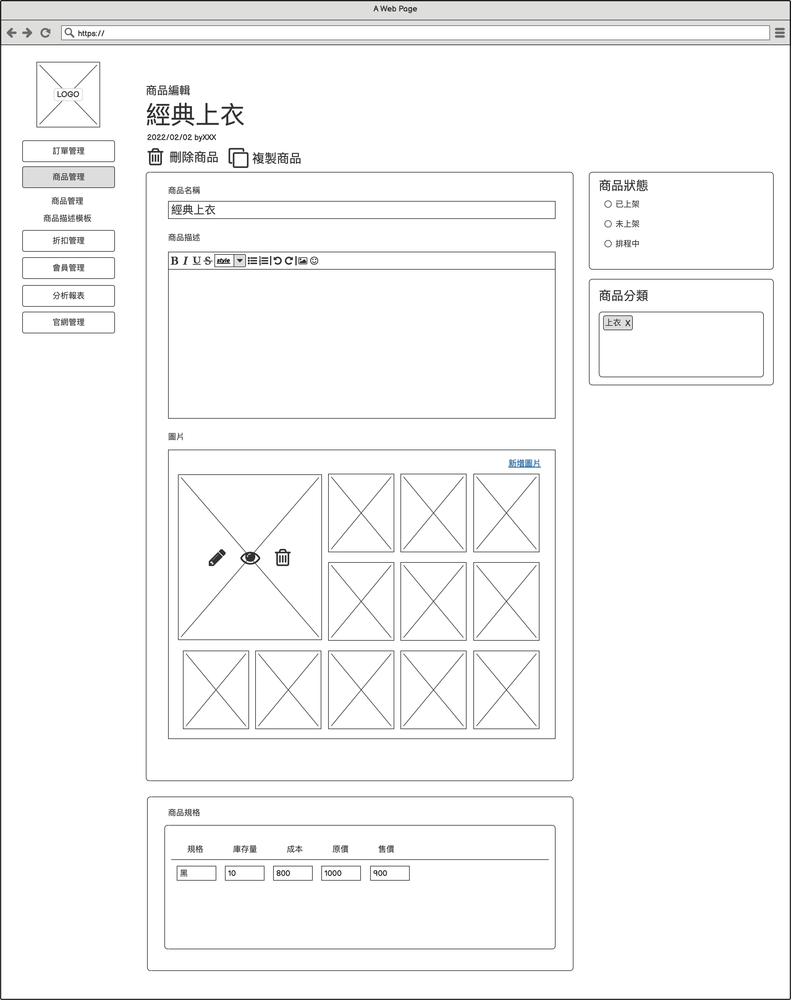 A Web Page
https://
LOGO
訂單管理
商品管理
商品管理
商品描述模板
折扣管理
會員管理
分析報表
官網管理
商品編輯
經典上衣
2022/02/02 byXXX
刪除商品 複製商品
商品名稱
經典上衣
商品描述
B I U S style
圖片
新增圖片
商品規格
規格 庫存量 成本 原價 售價
黑 10 800 1000 900
商品狀態
已上架
未上架
排程中
商品分類
上衣 X